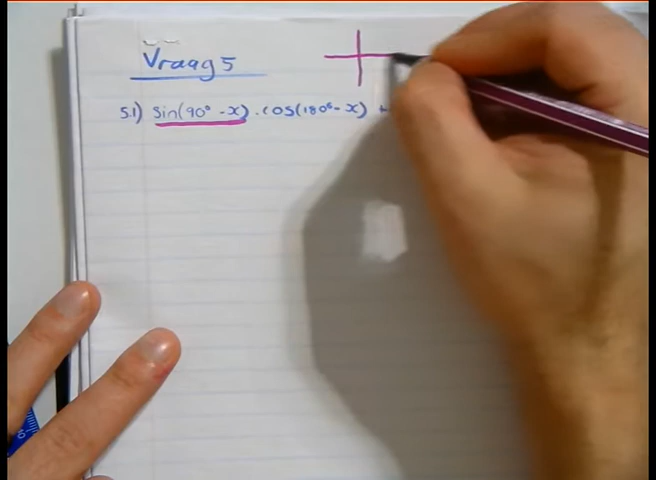 Vraag 5
5.1) sin(90° - x) . cos(180° - x) +